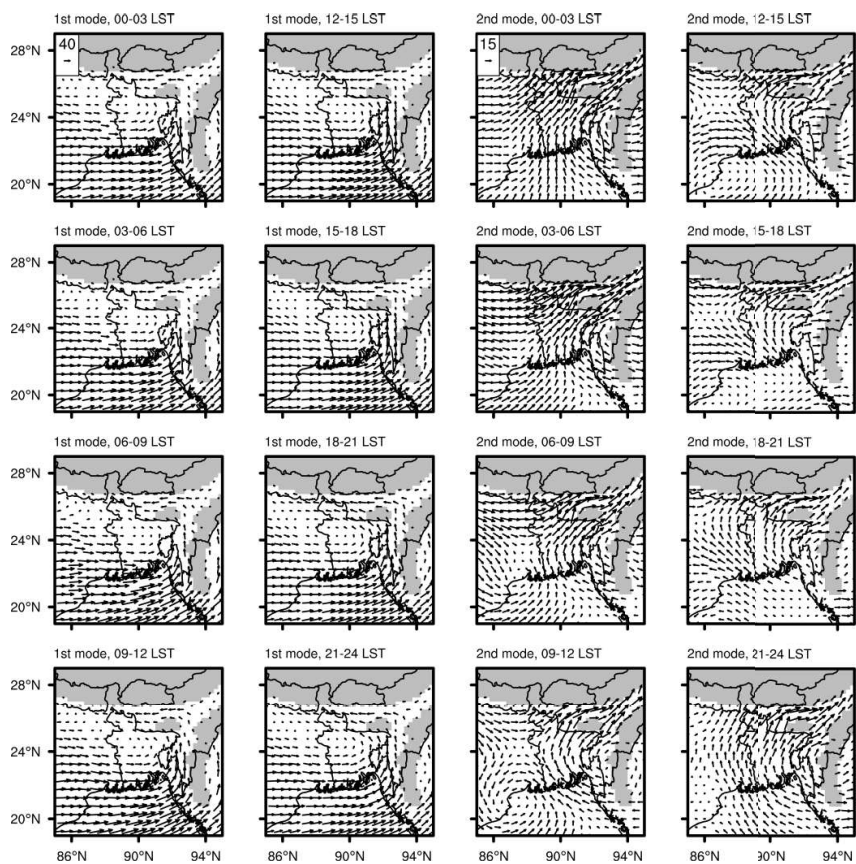 1st mode, 00-03 LST
1st mode, 12-15 LST
2nd mode, 00-03 LST
2nd mode, 12-15 LST
28°N
24°N
20°N
40
15
1st mode, 03-06 LST
1st mode, 15-18 LST
2nd mode, 03-06 LST
2nd mode, 15-18 LST
28°N
24°N
20°N
1st mode, 06-09 LST
1st mode, 18-21 LST
2nd mode, 06-09 LST
2nd mode, 18-21 LST
28°N
24°N
20°N
1st mode, 09-12 LST
1st mode, 21-24 LST
2nd mode, 09-12 LST
2nd mode, 21-24 LST
28°N
24°N
20°N
86°N 90°N 94°N
86°N 90°N 94°N
86°N 90°N 94°N
86°N 90°N 94°N